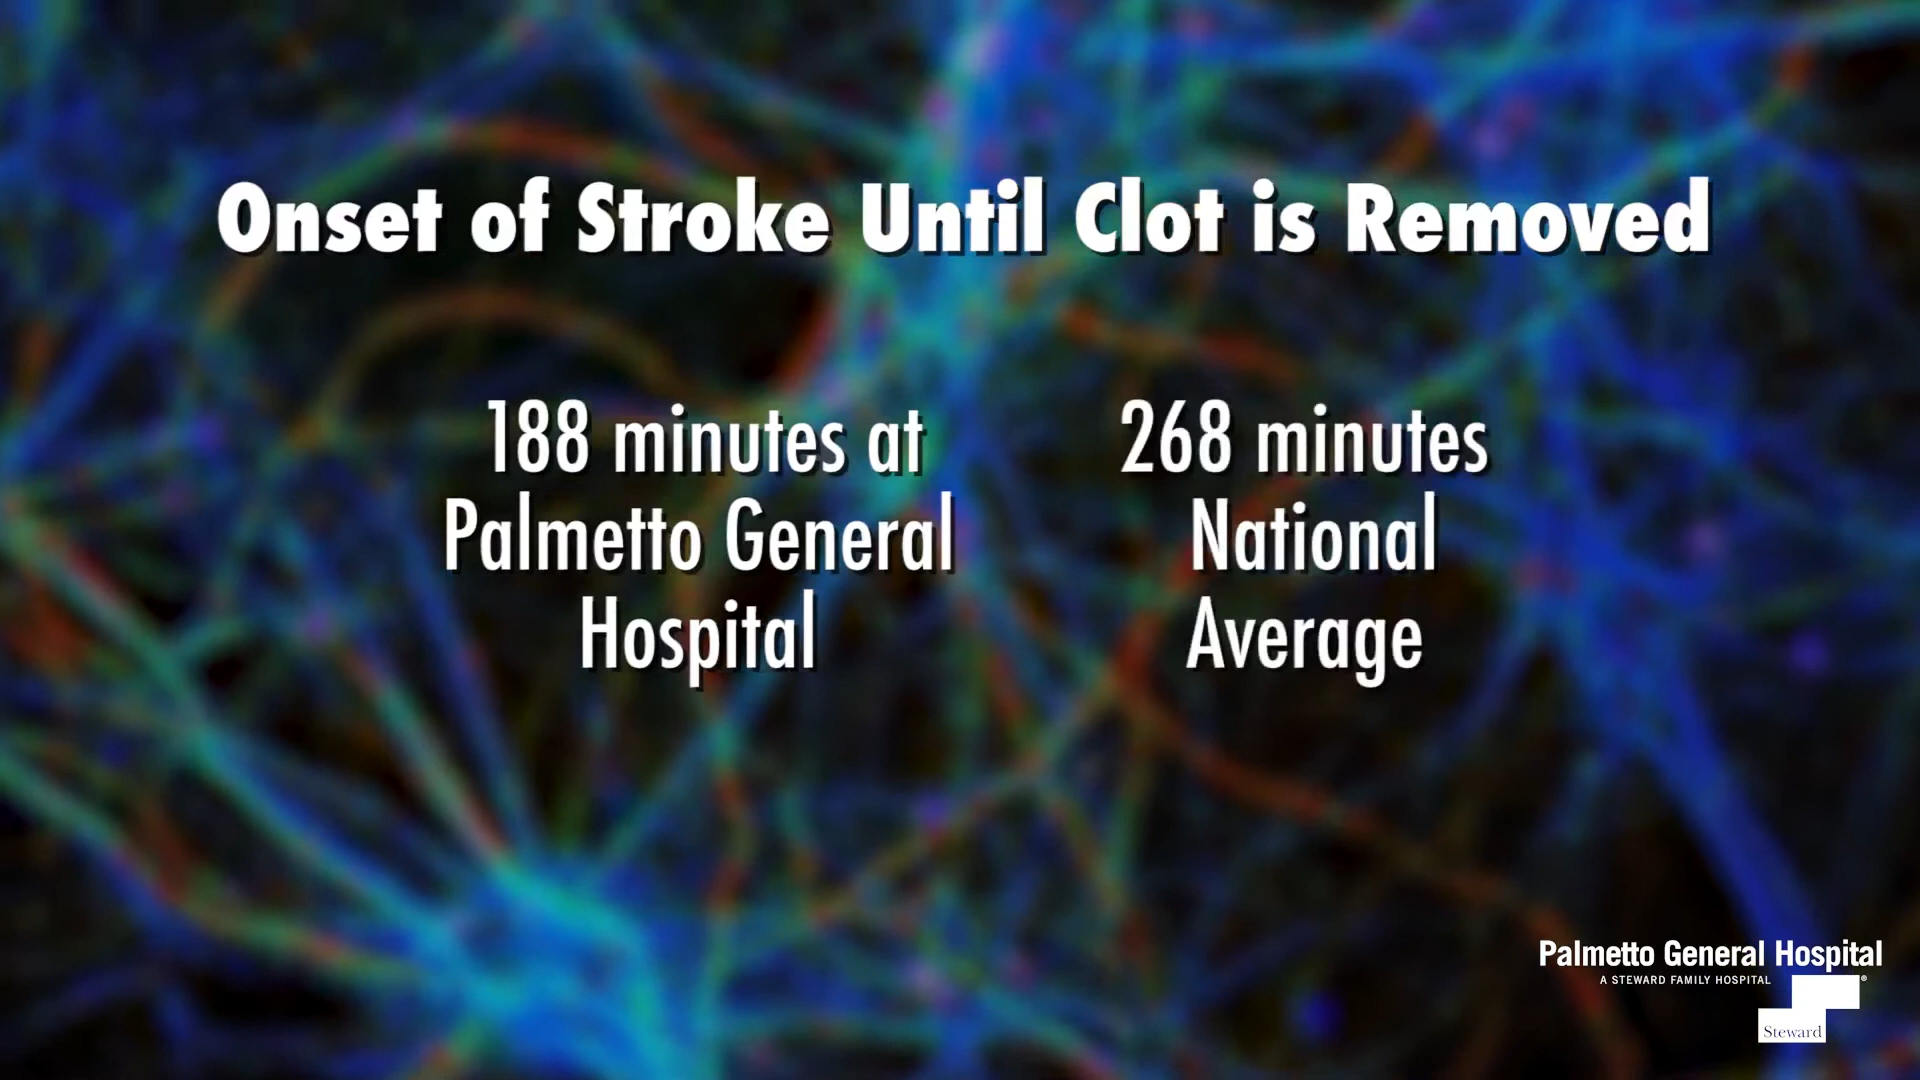 Onset of Stroke Until Clot is Removed
188 minutes at
Palmetto General
Hospital
268 minutes
National
Average
Palmetto General Hospital
A STEWARD FAMILY HOSPITAL
®
Steward